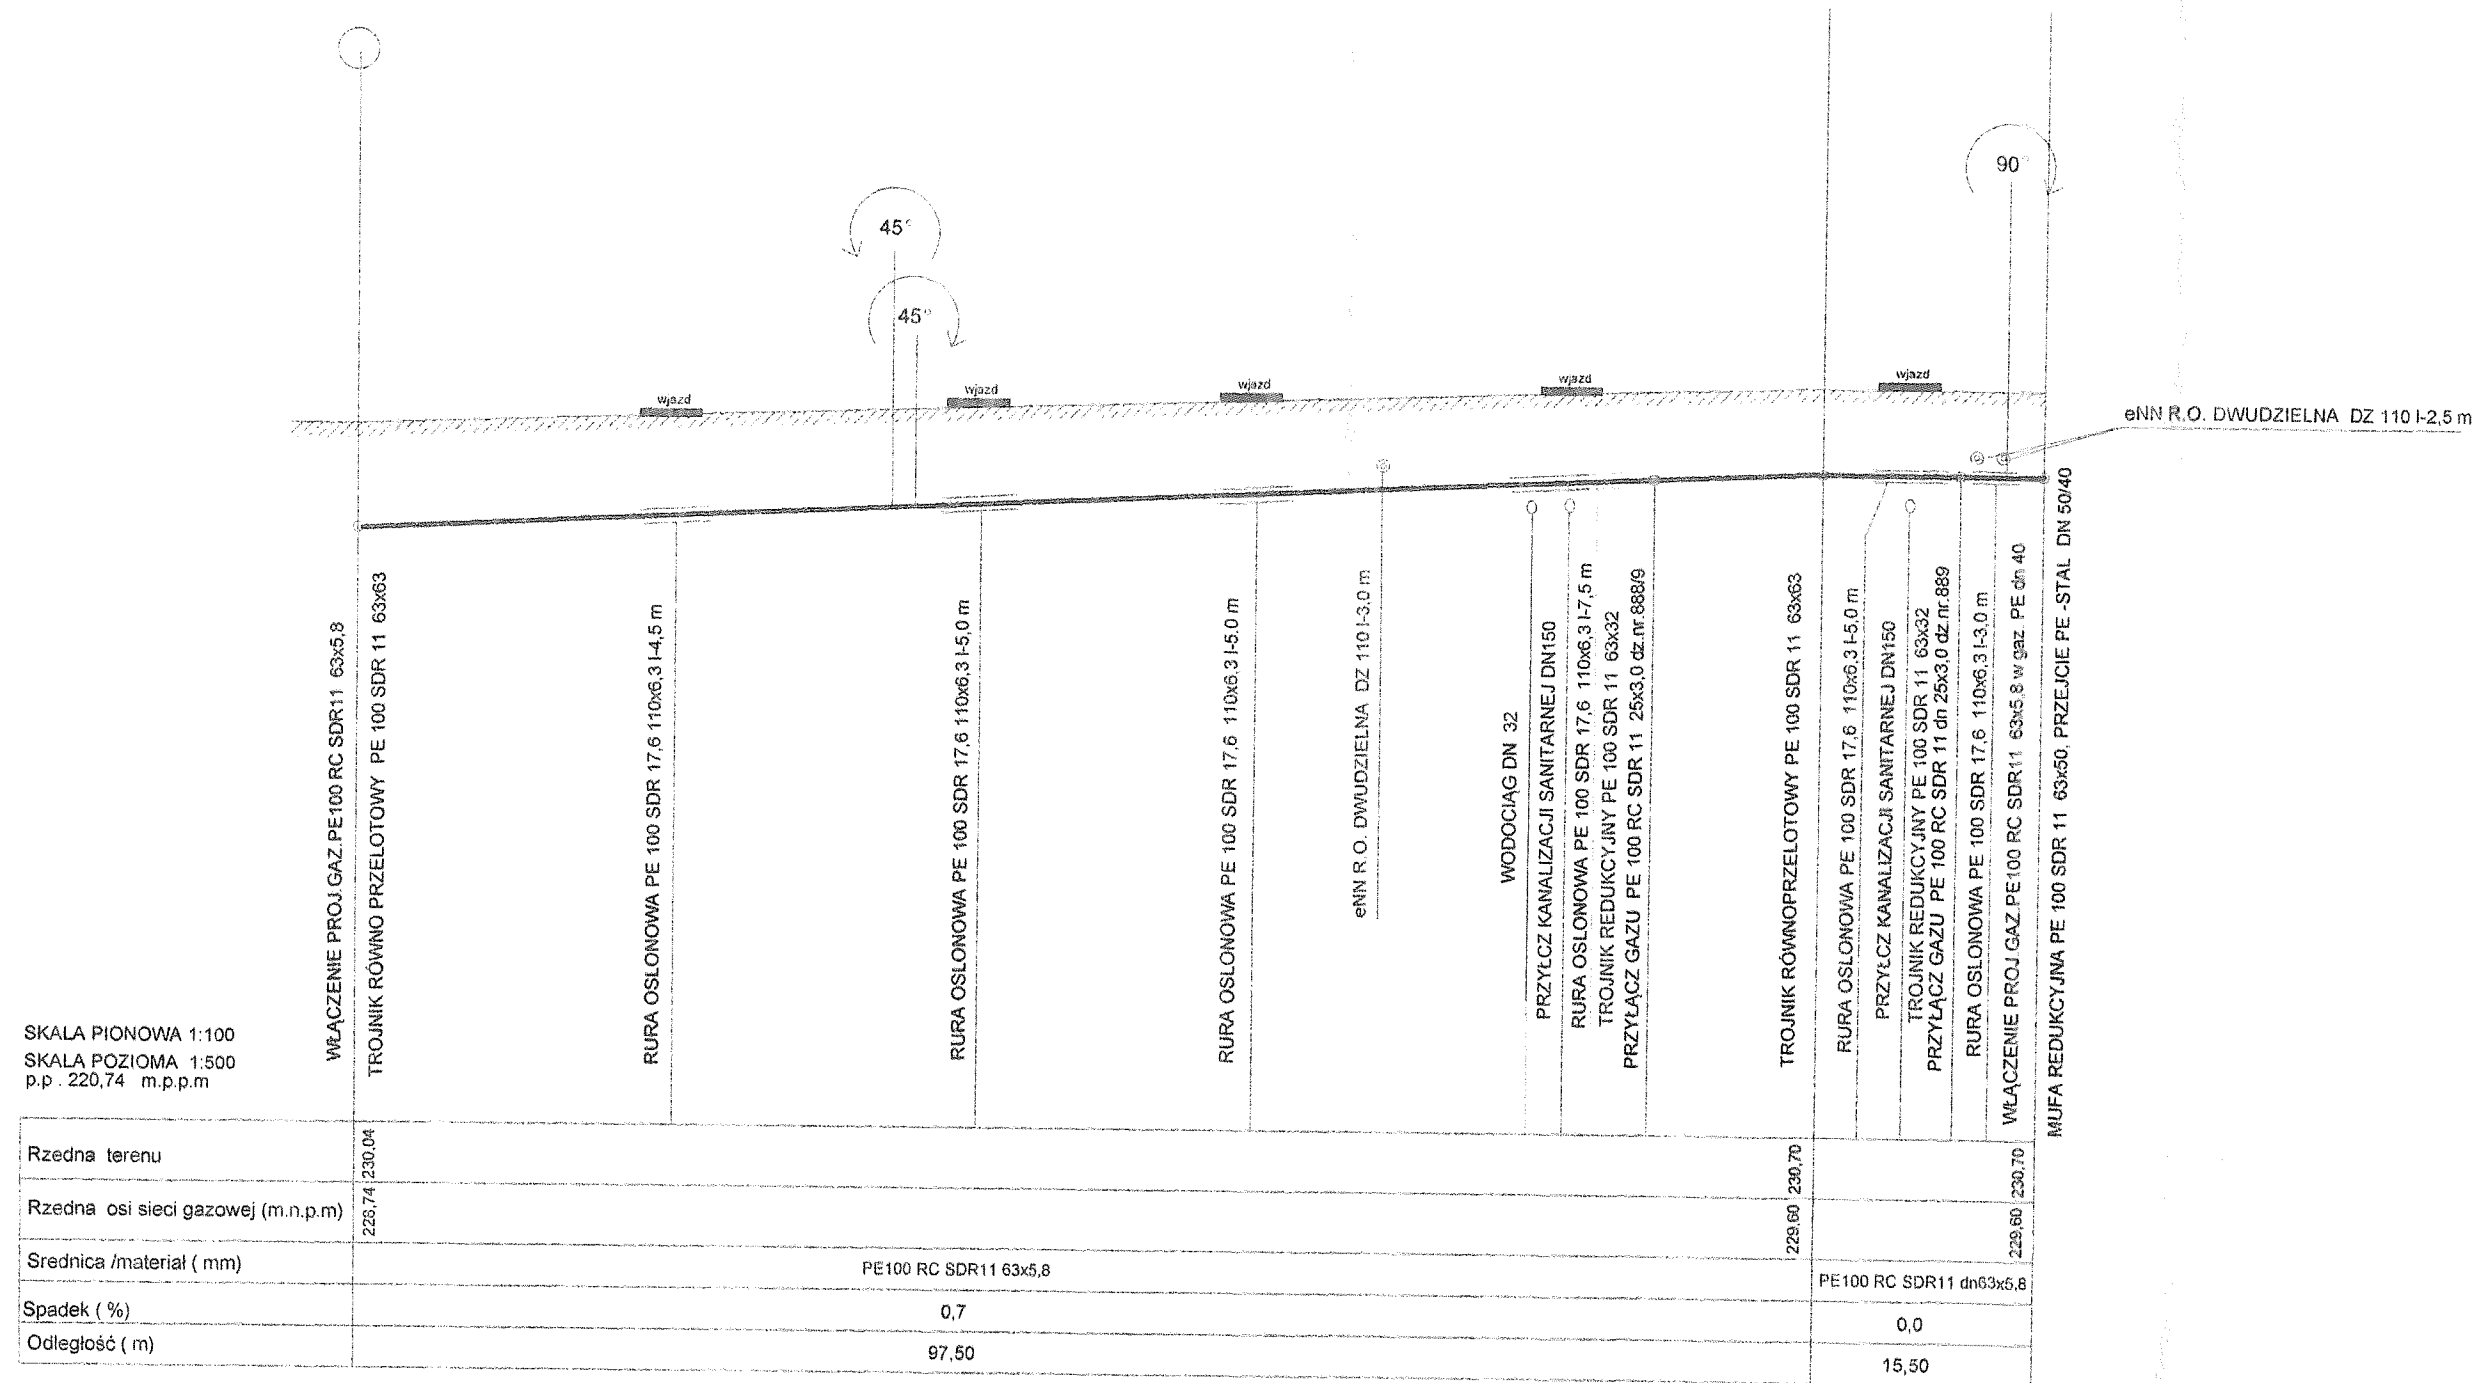 90°
45°
45°
wjazd
wjazd
wjazd
wjazd
wjazd
eNN R.O. DWUDZIELNA DZ 110 l-2,5 m
WŁĄCZENIE PROJ.GAZ.PE100 RC SDR11 63x5,8
TROJNIK RÓWNO PRZELOTOWY PE 100 SDR 11 63x63
RURA OSLONOWA PE 100 SDR 17,6 110x6,3 l-4,5 m
RURA OSLONOWA PE 100 SDR 17,6 110x6,3 l-5,0 m
RURA OSLONOWA PE 100 SDR 17,6 110x6,3 l-5,0 m
eNN R.O. DWUDZIELNA DZ 110 l-3,0 m
WODOCIĄG DN 32
PRZYŁCZ KANALIZACJI SANITARNEJ DN150
RURA OSLONOWA PE 100 SDR 17,6 110x6,3 l-7,5 m
TROJNIK REDUKCYJNY PE 100 SDR 11 63x32
PRZYŁĄCZ GAZU PE 100 RC SDR 11 25x3,0 dz.nr.888/9
TROJNIK RÓWNOPRZELOTOWY PE 100 SDR 11 63x63
RURA OSLONOWA PE 100 SDR 17,6 110x6,3 l-5,0 m
PRZYŁCZ KANALIZACJI SANITARNEJ DN150
TROJNIK REDUKCYJNY PE 100 SDR 11 63x32
PRZYŁĄCZ GAZU PE 100 RC SDR 11 dn 25x3,0 dz.nr.889
RURA OSLONOWA PE 100 SDR 17,6 110x6,3 l-3,0 m
WŁĄCZENIE PROJ.GAZ.PE100 RC SDR11 63x5,8 w gaz. PE dn 40
MUFA REDUKCYJNA PE 100 SDR 11 63x50, PRZEJCIE PE -STAL DN 50/40
SKALA PIONOWA 1:100
SKALA POZIOMA 1:500
p.p . 220,74 m.p.p.m
Rzedna terenu 230.04 230,70 230,70
Rzedna osi sieci gazowej (m.n.p.m) 228,74 229,60 229,60
Srednica /materiał ( mm) PE100 RC SDR11 63x5,8 PE100 RC SDR11 dn63x5,8
Spadek ( %) 0,7 0,0
Odległość ( m) 97,50 15,50